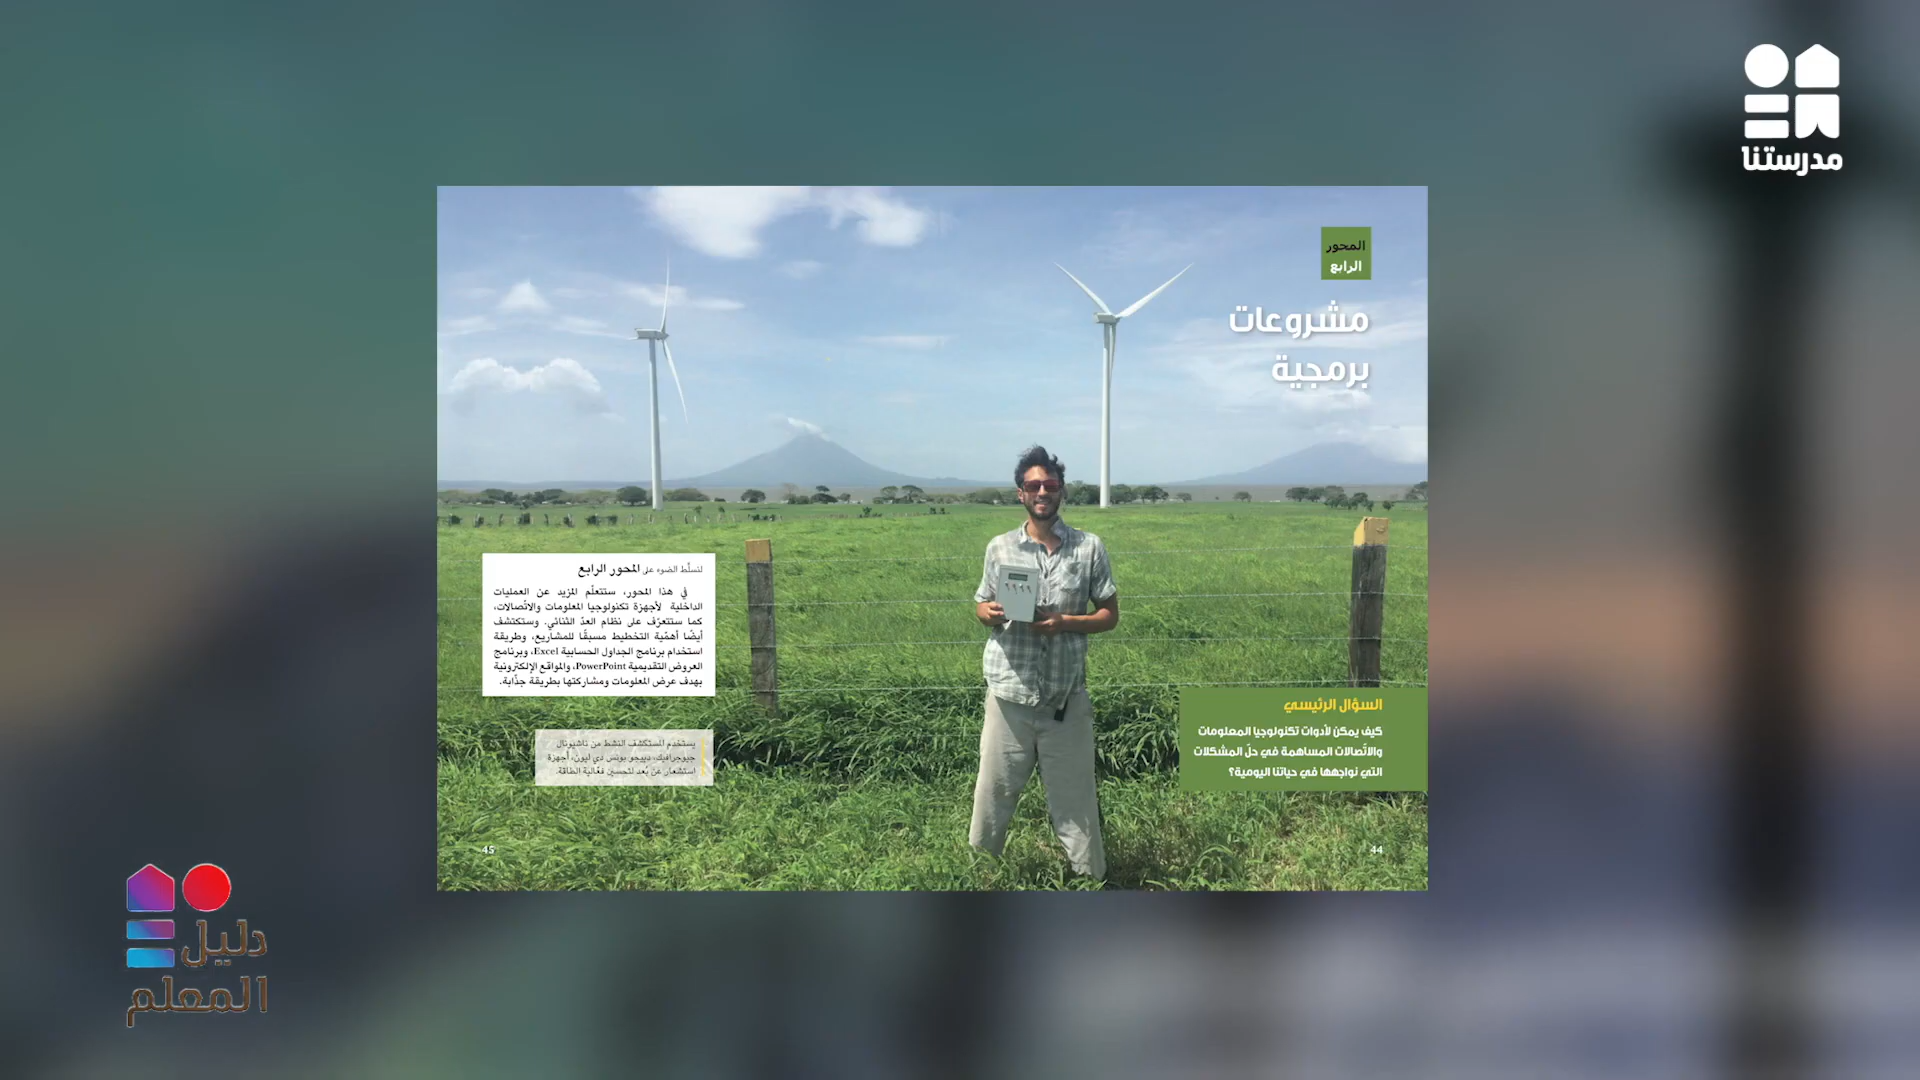 مدرستنا
المحور
الرابع
مشروعات
برمجية
السؤال الرئيسي
كيف يمكن لأدوات تكنولوجيا المعلومات
والاتّصالات المساهمة في حلّ المشكلات
التي نواجهها في حياتنا اليومية؟
44
لنسلّط الضوء على المحور الرابع
في هذا المحور، ستتعلّم المزيد عن العمليات
الداخلية لأجهزة تكنولوجيا المعلومات والاتّصالات،
كما ستتعرّف على نظام العدّ الثنائي. وستكتشف
أيضًا أهمّية التخطيط مسبقًا للمشاريع، وطريقة
استخدام برنامج الجداول الحسابية Excel، وبرنامج
العروض التقديمية PowerPoint، والمواقع الإلكترونية
بهدف عرض المعلومات ومشاركتها بطريقة جذّابة.
يستخدم المستكشف النشط من ناشيونال
جيوجرافيك، دييجو بونس دي ليون، أجهزة
استشعار عن بُعد لتحسين فعّالية الطاقة.
45
دليل
المعلم